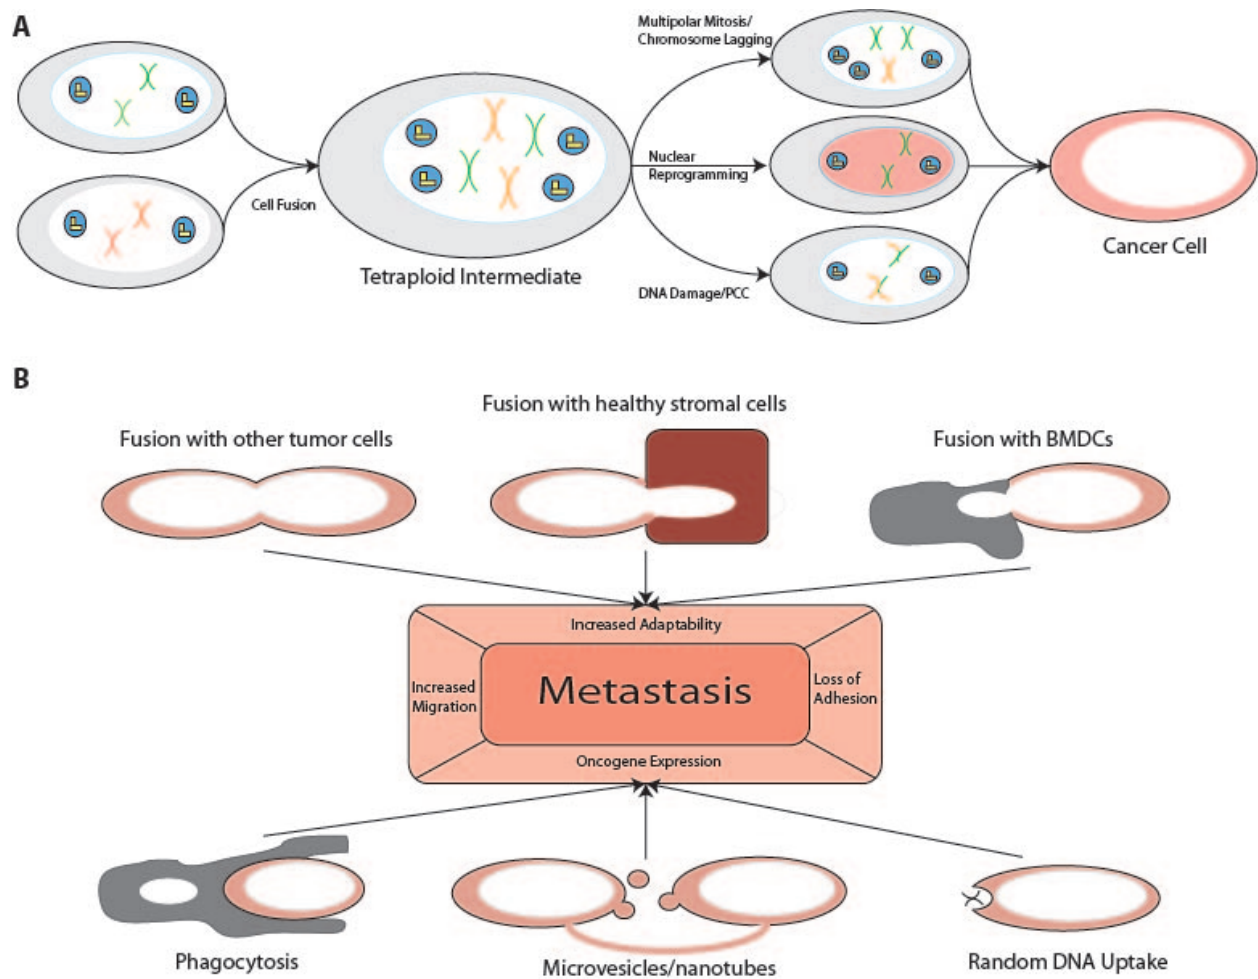 A
Multipolar Mitosis/
Chromosome Lagging
Cell Fusion
Nuclear
Reprogramming
Tetraploid Intermediate
DNA Damage/PCC
Cancer Cell
B
Fusion with other tumor cells
Fusion with healthy stromal cells
Fusion with BMDCs
Increased Adaptability
Increased
Migration
Metastasis
Loss of
Adhesion
Oncogene Expression
Phagocytosis
Microvesicles/nanotubes
Random DNA Uptake